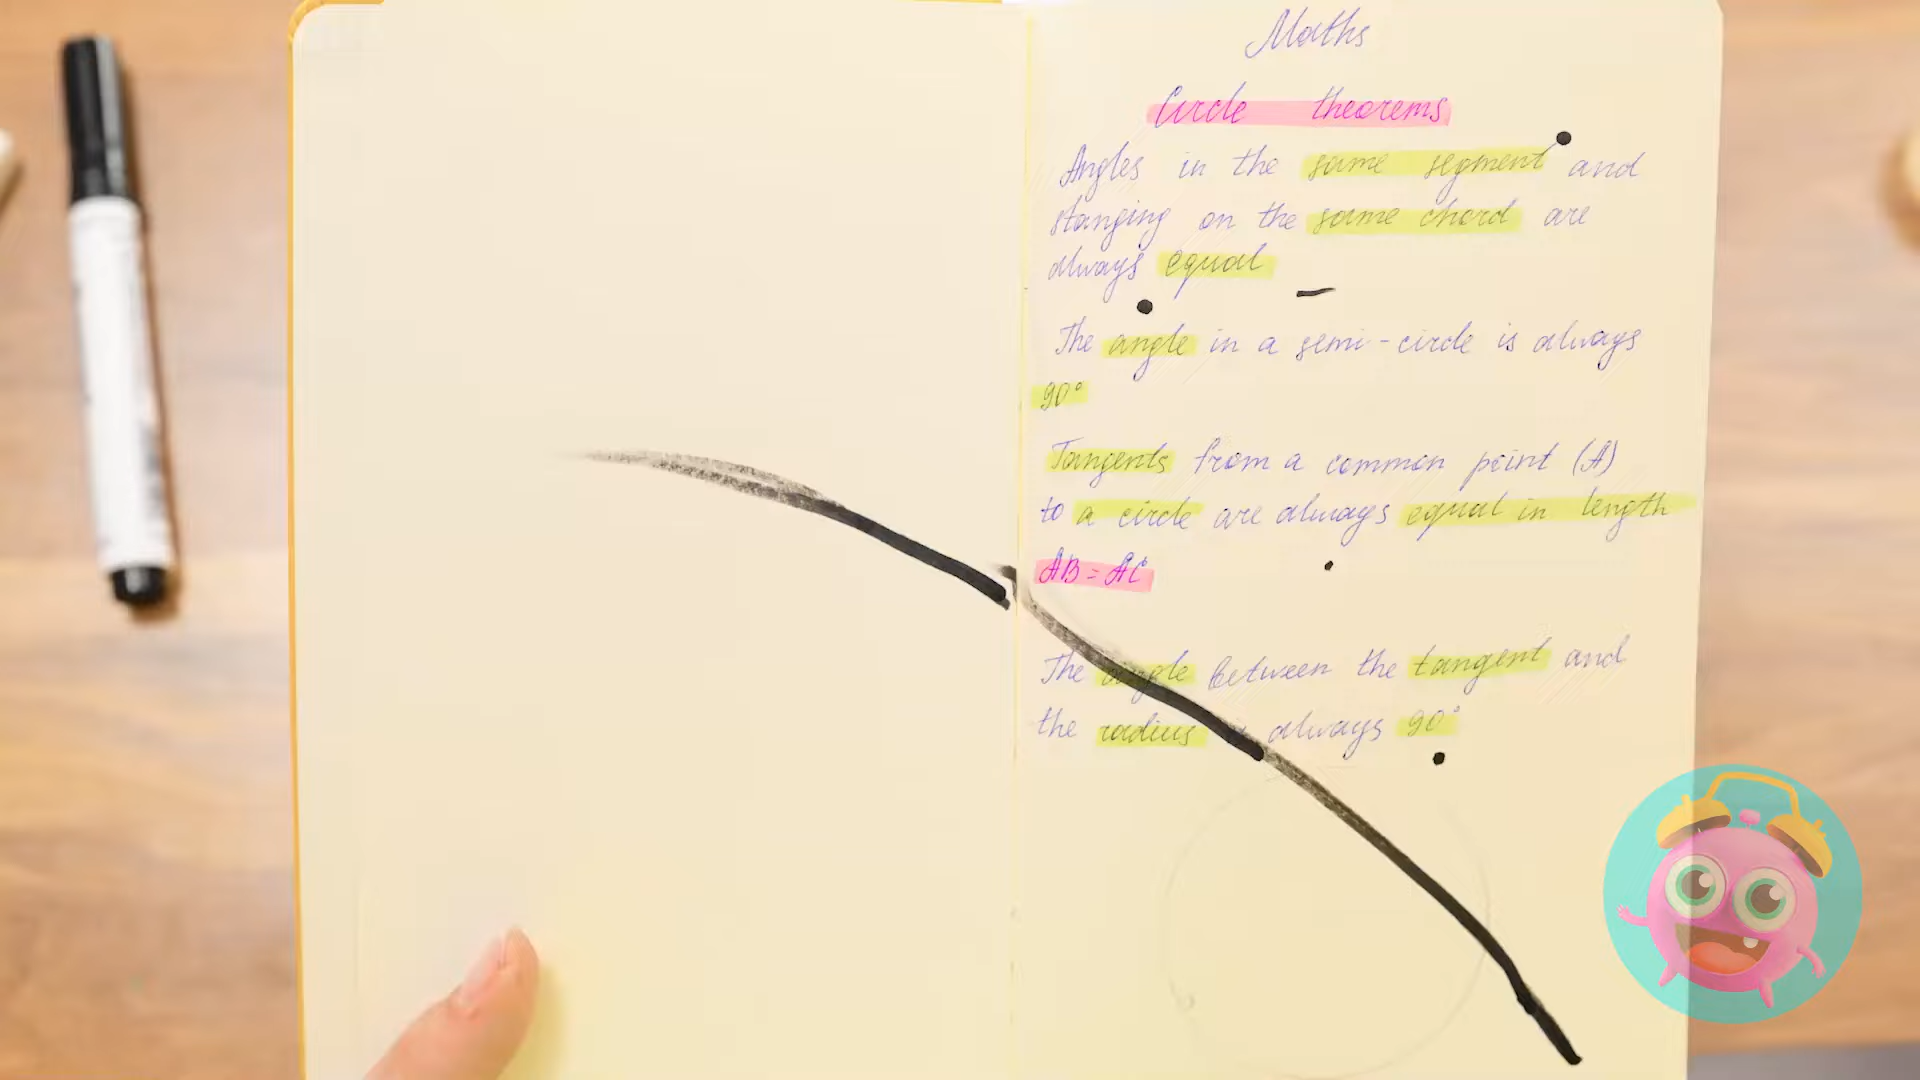 Maths
Circle theorems
Angles in the same segment and
stanging on the same chord are
always equal
The angle in a semi-circle is always
90°
Tangents from a common point (A)
to a circle are always equal in length
AB = AC
The angle between the tangent and
the radius is always 90°